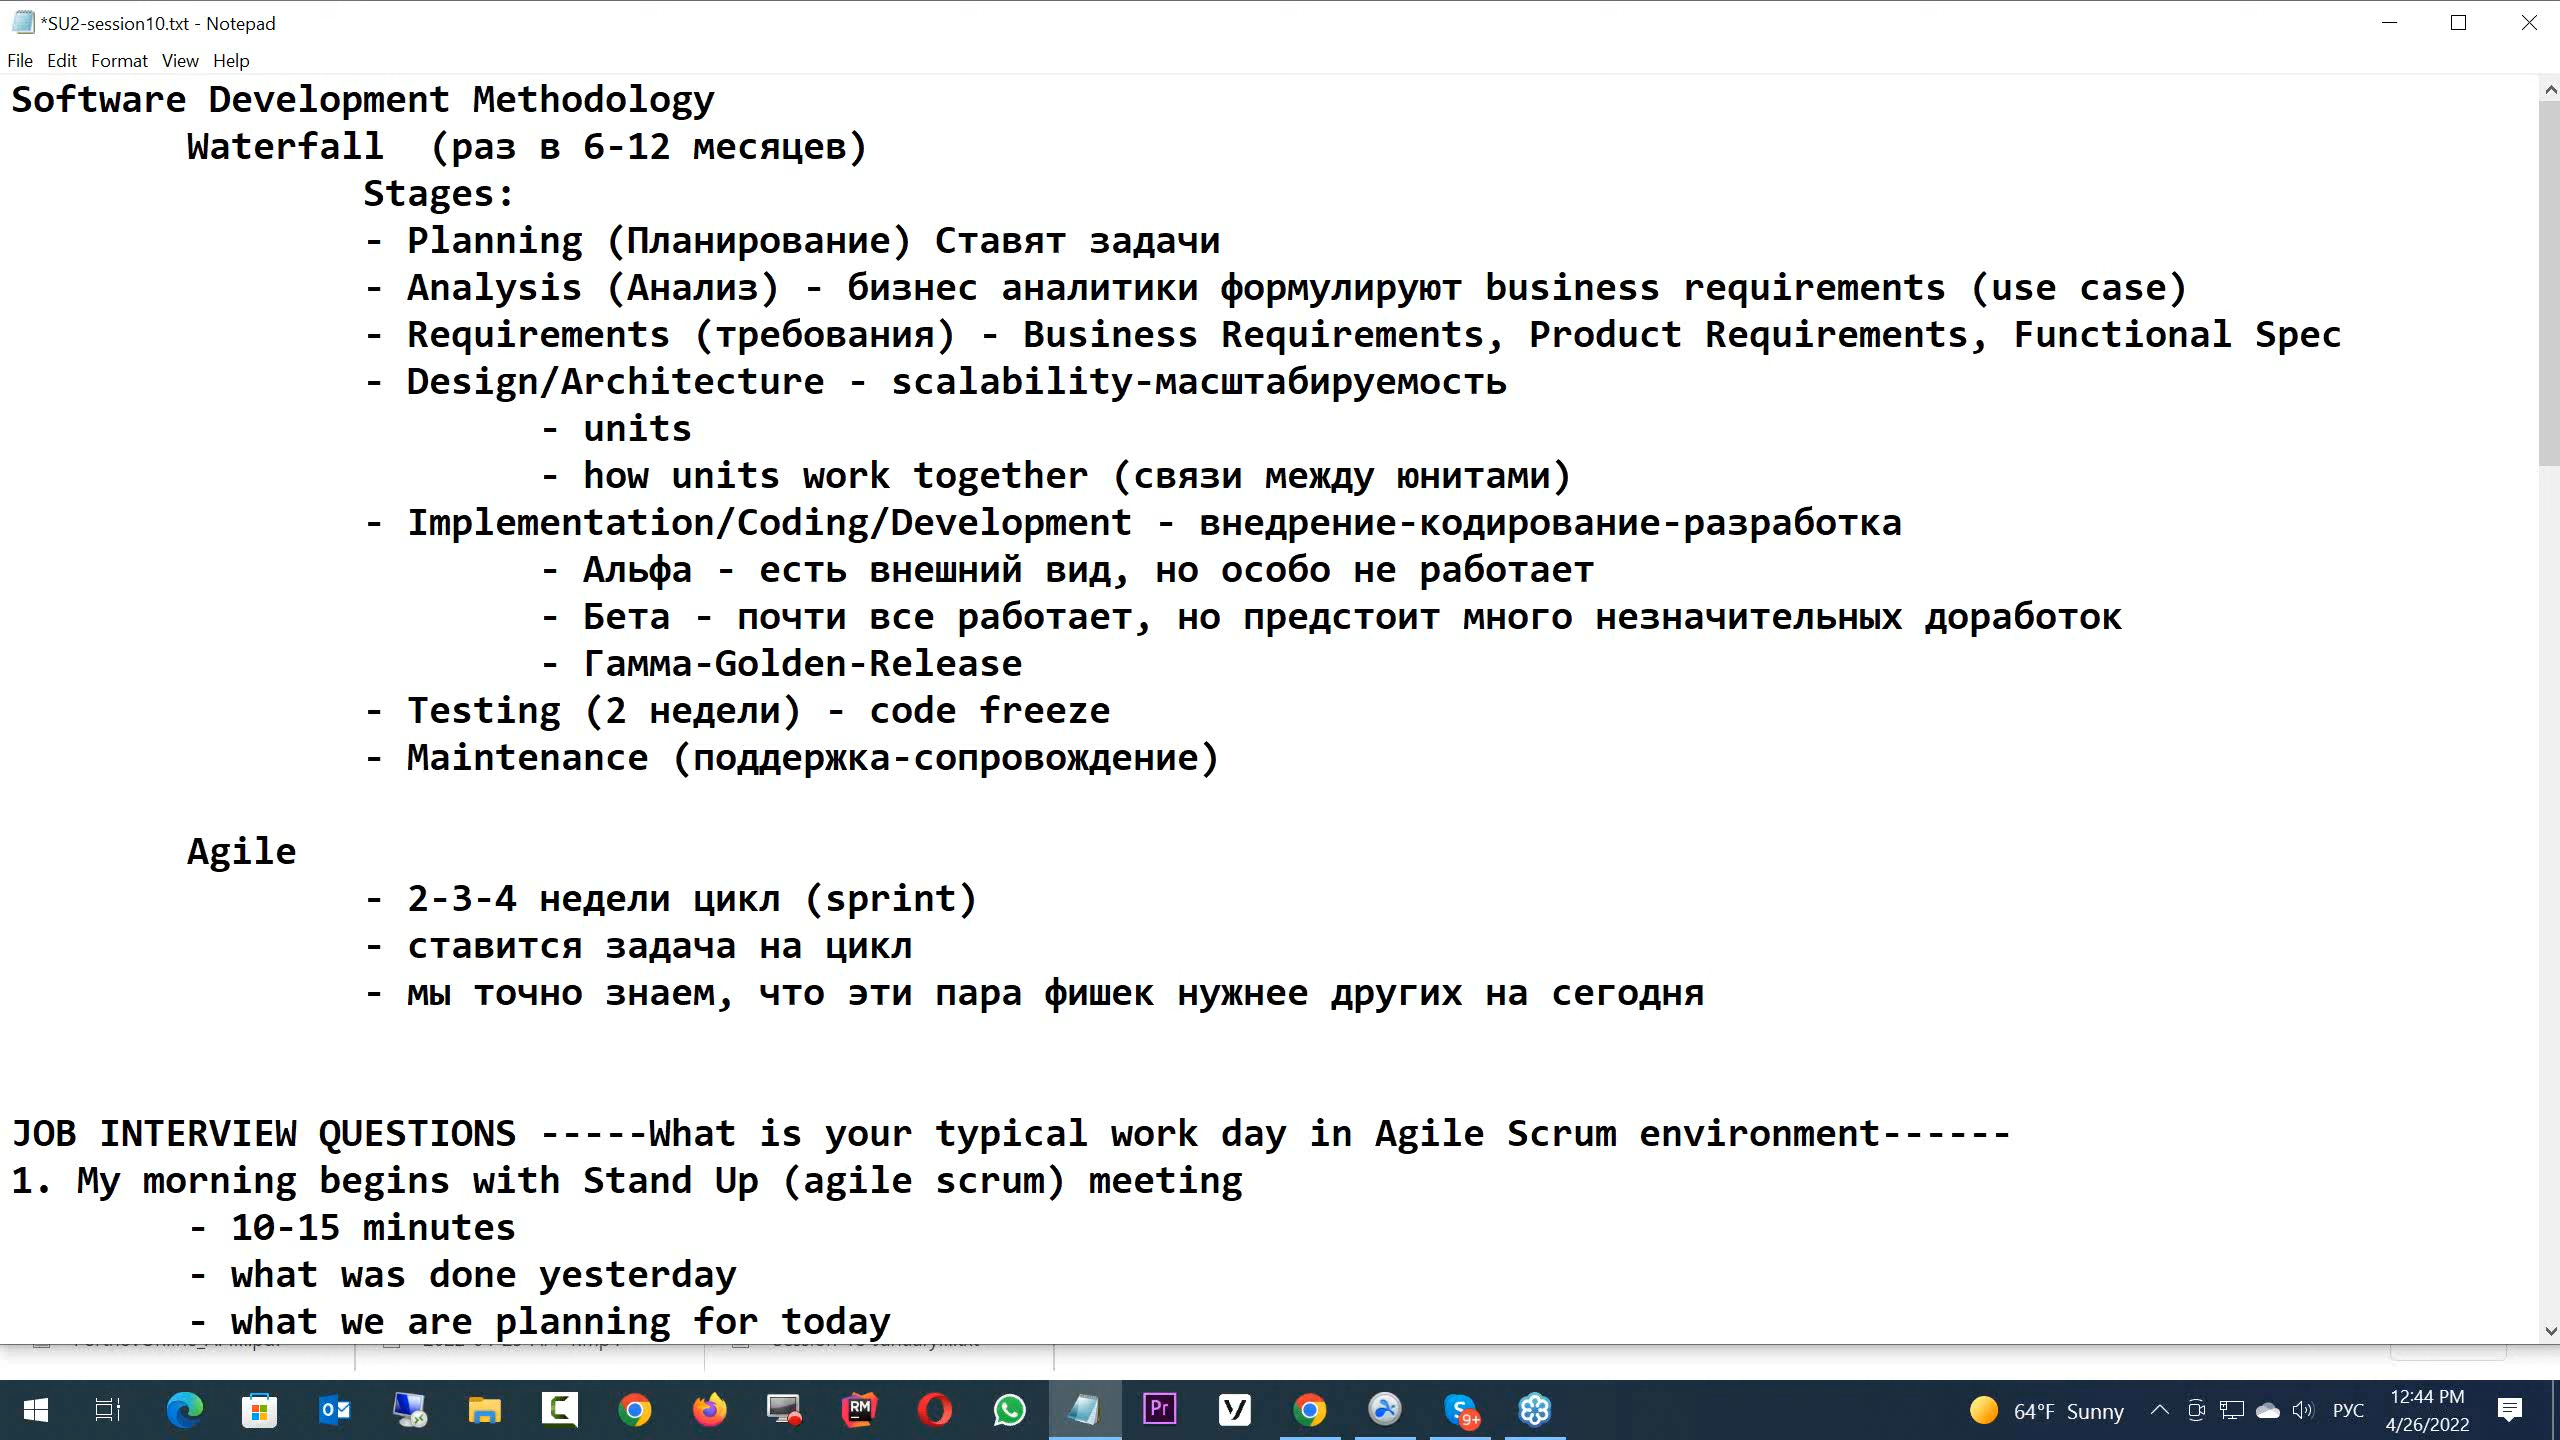 *SU2-session10.txt - Notepad
File Edit Format View Help
Software Development Methodology
Waterfall (раз в 6-12 месяцев)
Stages:
- Planning (Планирование) Ставят задачи
- Analysis (Анализ) - бизнес аналитики формулируют business requirements (use case)
- Requirements (требования) - Business Requirements, Product Requirements, Functional Spec
- Design/Architecture - scalability-масштабируемость
- units
- how units work together (связи между юнитами)
- Implementation/Coding/Development - внедрение-кодирование-разработка
- Альфа - есть внешний вид, но особо не работает
- Бета - почти все работает, но предстоит много незначительных доработок
- Гамма-Golden-Release
- Testing (2 недели) - code freeze
- Maintenance (поддержка-сопровождение)
Agile
- 2-3-4 недели цикл (sprint)
- ставится задача на цикл
- мы точно знаем, что эти пара фишек нужнее других на сегодня
JOB INTERVIEW QUESTIONS -----What is your typical work day in Agile Scrum environment------
1. My morning begins with Stand Up (agile scrum) meeting
- 10-15 minutes
- what was done yesterday
- what we are planning for today
64°F Sunny
РУС
12:44 PM
4/26/2022